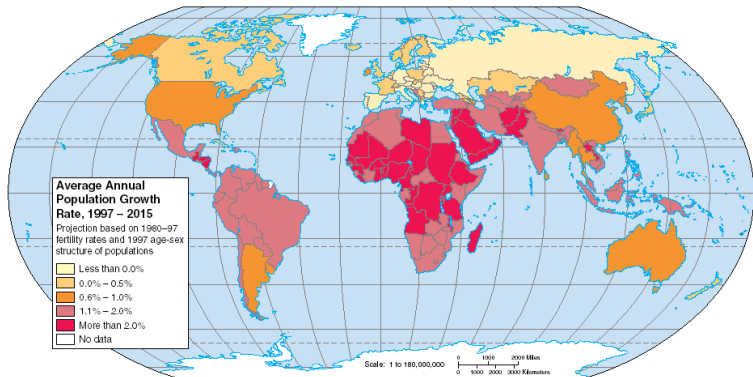 Average Annual
Population Growth
Rate, 1997 – 2015
Projection based on 1980–97
fertility rates and 1997 age-sex
structure of populations
Less than 0.0%
0.0% – 0.5%
0.6% – 1.0%
1.1% – 2.0%
More than 2.0%
No data
Scale: 1 to 180,000,000
0 1000 2000 Miles
0 1000 2000 3000 Kilometers